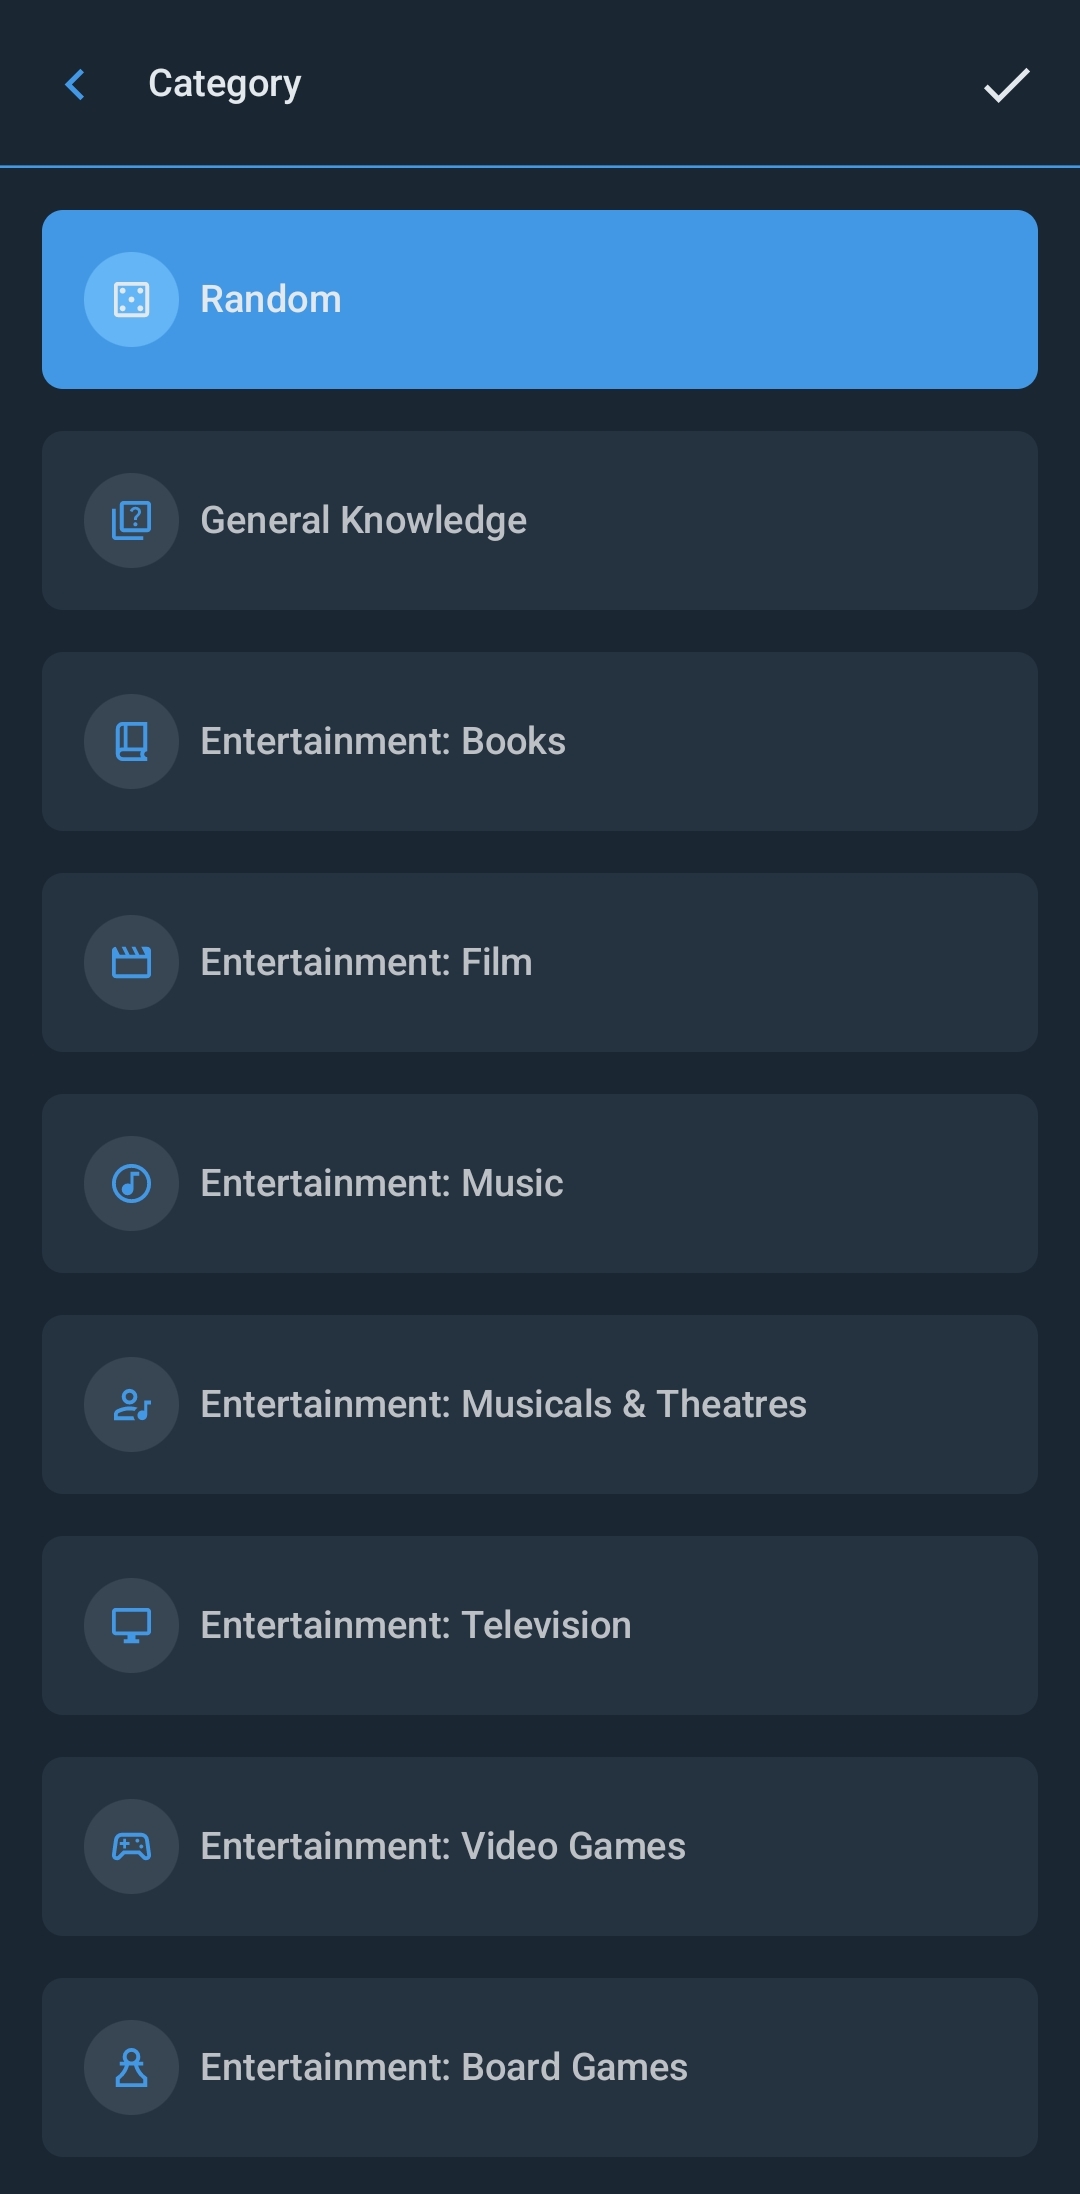 Category
Random
General Knowledge
Entertainment: Books
Entertainment: Film
Entertainment: Music
Entertainment: Musicals & Theatres
Entertainment: Television
Entertainment: Video Games
Entertainment: Board Games